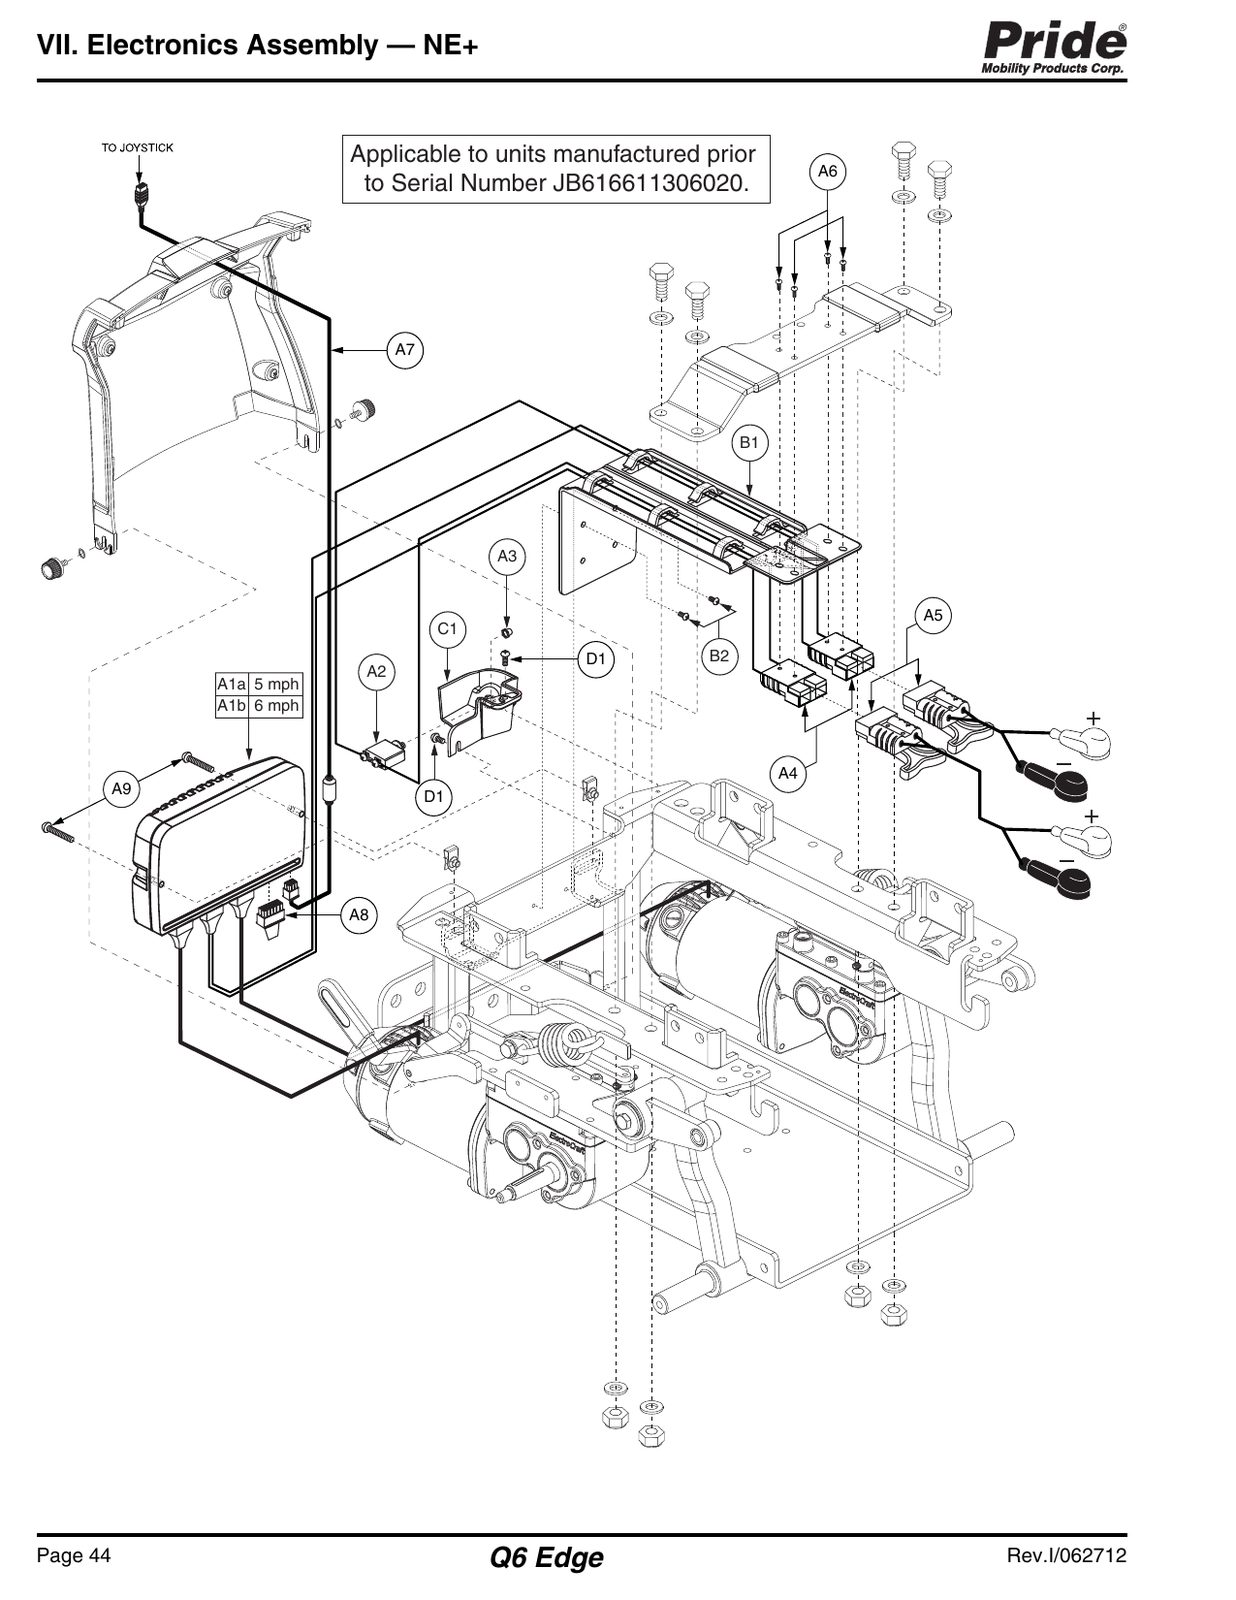 VII. Electronics Assembly — NE+
Pride®
Mobility Products Corp.
TO JOYSTICK
Applicable to units manufactured prior
to Serial Number JB616611306020.
A6
A7
B1
A3
A5
C1
B2
D1
A2
A1a 5 mph
A1b 6 mph
+
−
A4
A9
D1
+
−
A8
ElectroCraft
ElectroCraft
Page 44
Q6 Edge
Rev.I/062712